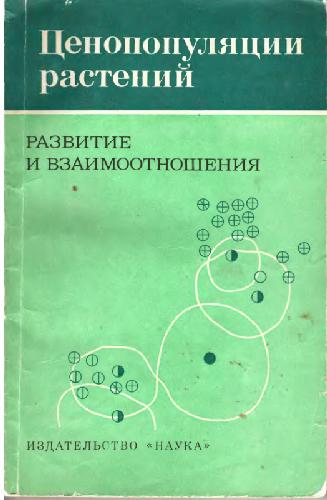 Ценопопуляции
растений
РАЗВИТИЕ
И ВЗАИМООТНОШЕНИЯ
ИЗДАТЕЛЬСТВО «НАУКА»